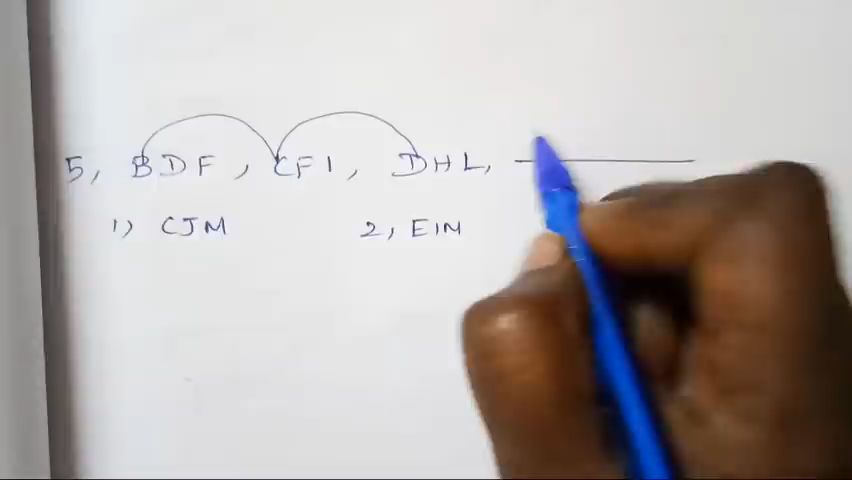 5, BDF, CFI, DHL, ______
1) CJM 2, EIM